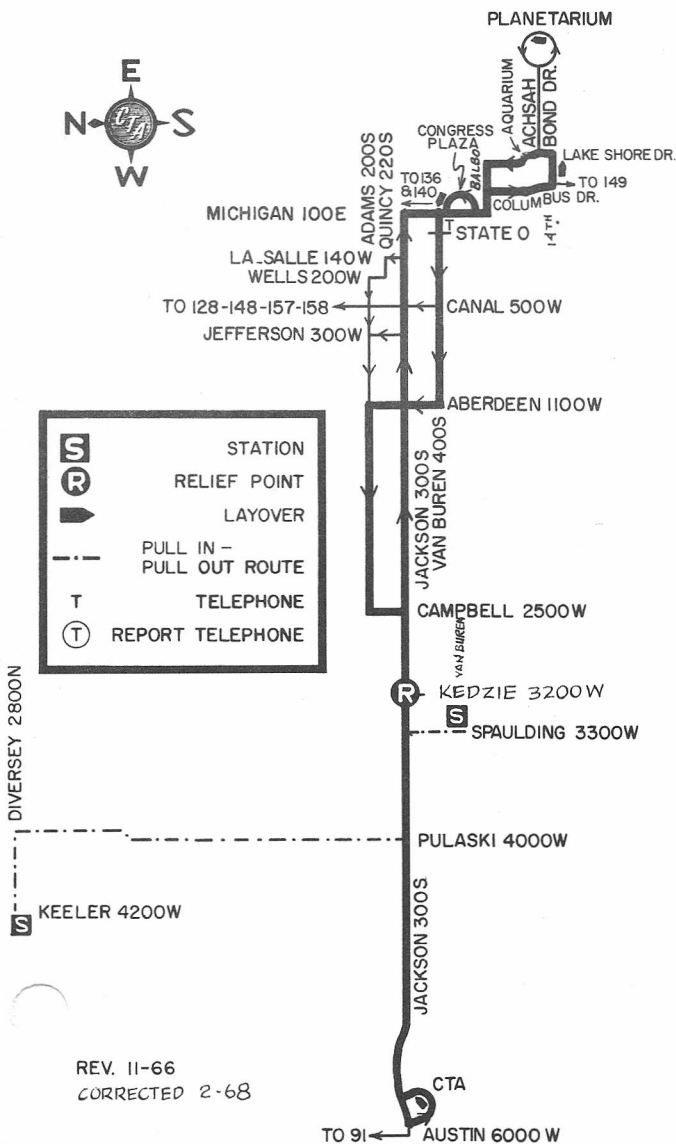 PLANETARIUM
E
N
CTA
S
W
AQUARIUM
ACHSAH
BOND DR.
CONGRESS
PLAZA
BALBO
LAKE SHORE DR.
TO 136
& 140
TO 149
COLUMBUS DR.
14TH.
ADAMS 200S
QUINCY 220S
MICHIGAN 100E
T
STATE 0
LA-SALLE 140W
WELLS 200W
TO 128-148-157-158
CANAL 500W
JEFFERSON 300W
ABERDEEN 1100W
JACKSON 300S
VAN BUREN 400S
S STATION
R RELIEF POINT
LAYOVER
PULL IN -
PULL OUT ROUTE
T TELEPHONE
T REPORT TELEPHONE
CAMPBELL 2500W
VAN BUREN
R
KEDZIE 3200W
S
SPAULDING 3300W
DIVERSEY 2800N
PULASKI 4000W
S
KEELER 4200W
JACKSON 300S
REV. 11-66
CORRECTED 2-68
CTA
TO 91
AUSTIN 6000 W